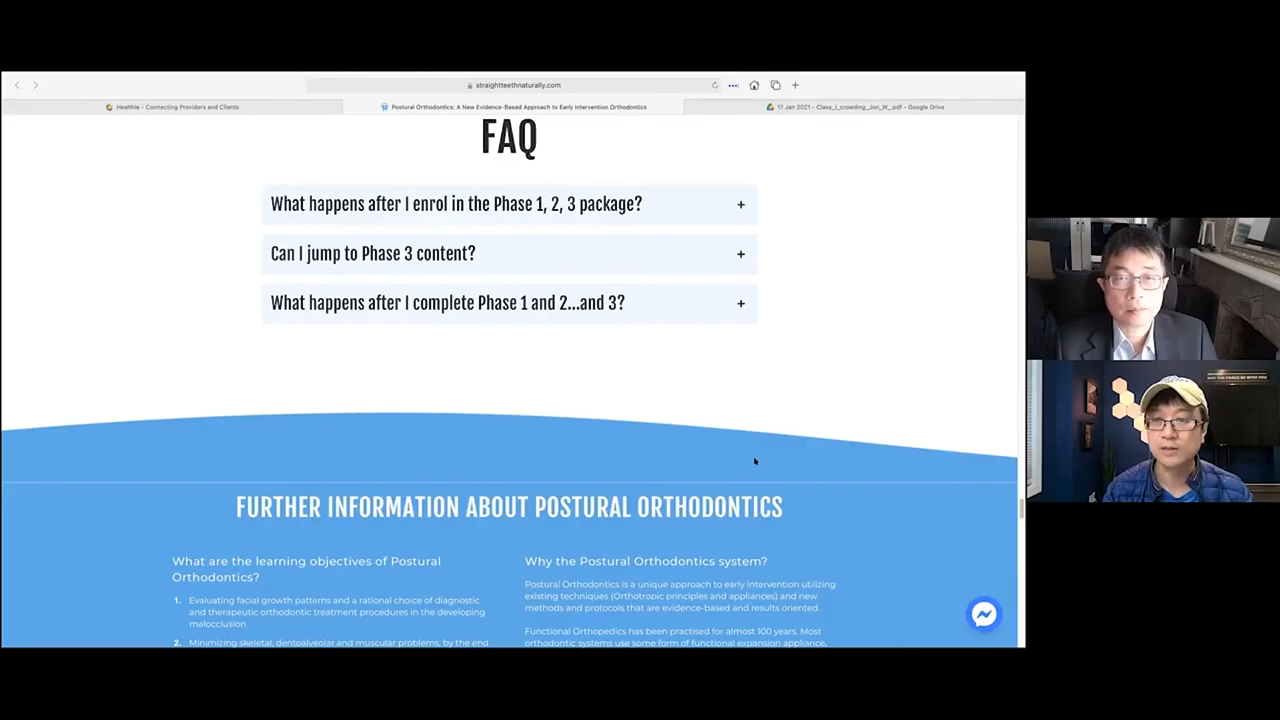 straightteethnaturally.com
Healthie - Connecting Providers and Clients
Postural Orthodontics: A New Evidence-Based Approach to Early Intervention Orthodontics
17 Jan 2021 - Class_I_crowding_Jon_W_.pdf - Google Drive
FAQ
What happens after I enrol in the Phase 1, 2, 3 package?
+
Can I jump to Phase 3 content?
+
What happens after I complete Phase 1 and 2...and 3?
+
MAY THE FORCE BE WITH YOU
FURTHER INFORMATION ABOUT POSTURAL ORTHODONTICS
What are the learning objectives of Postural
Orthodontics?
1. Evaluating facial growth patterns and a rational choice of diagnostic
and therapeutic orthodontic treatment procedures in the developing
malocclusion
2. Minimizing skeletal, dentoalveolar and muscular problems, by the end
Why the Postural Orthodontics system?
Postural Orthodontics is a unique approach to early intervention utilizing
existing techniques (Orthotropic principles and appliances) and new
methods and protocols that are evidence-based and results oriented.
Functional Orthopedics has been practised for almost 100 years. Most
orthodontic systems use some form of functional expansion appliance,